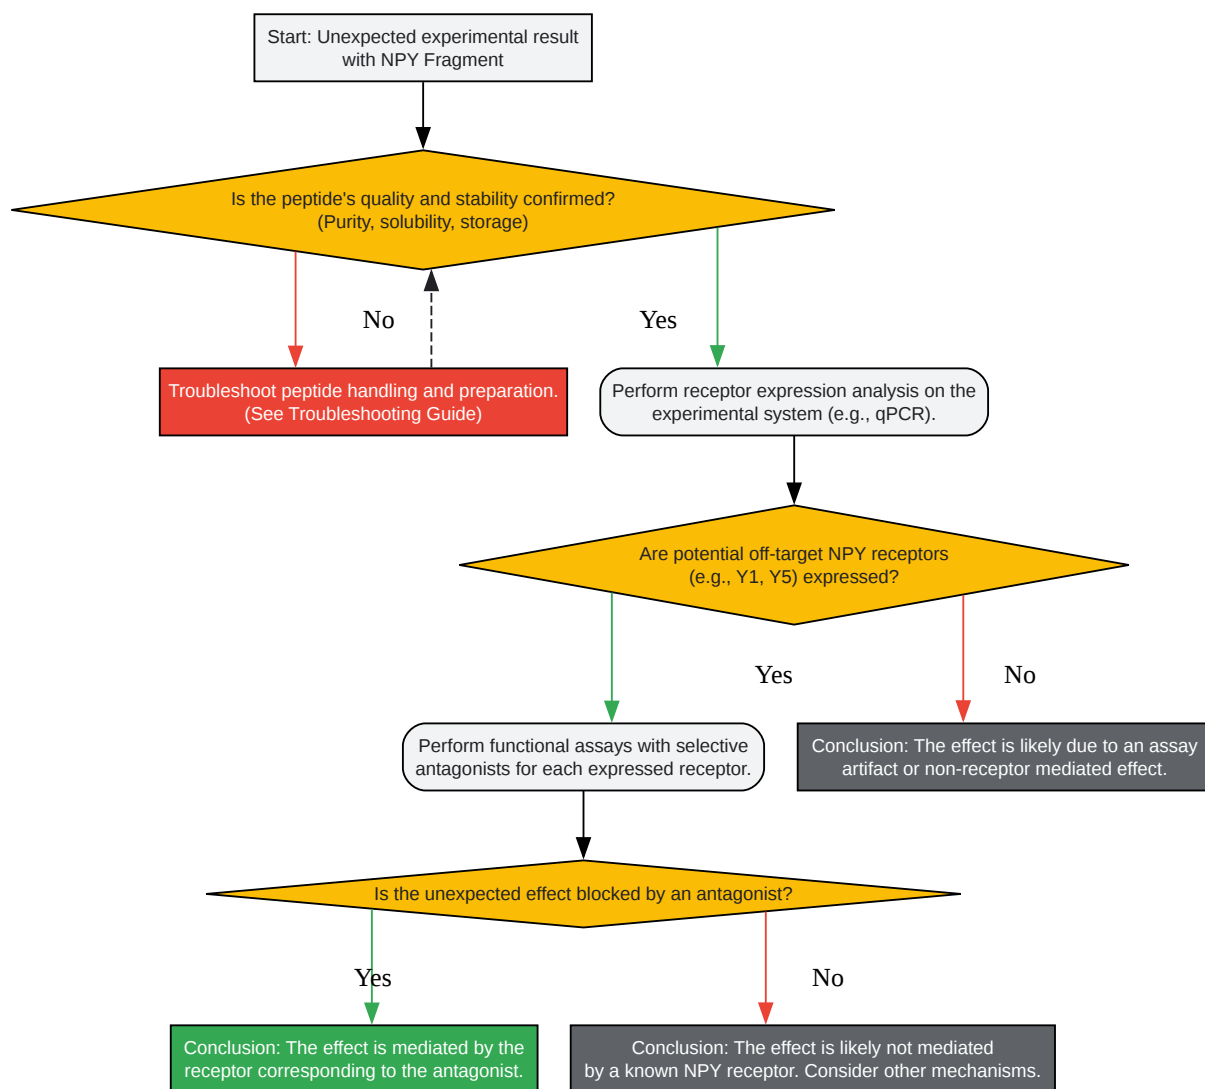 Start: Unexpected experimental result
with NPY Fragment
Is the peptide's quality and stability confirmed?
(Purity, solubility, storage)
No
Yes
Troubleshoot peptide handling and preparation.
(See Troubleshooting Guide)
Perform receptor expression analysis on the
experimental system (e.g., qPCR).
Are potential off-target NPY receptors
(e.g., Y1, Y5) expressed?
Yes
No
Perform functional assays with selective
antagonists for each expressed receptor.
Conclusion: The effect is likely due to an assay
artifact or non-receptor mediated effect.
Is the unexpected effect blocked by an antagonist?
Yes
No
Conclusion: The effect is mediated by the
receptor corresponding to the antagonist.
Conclusion: The effect is likely not mediated
by a known NPY receptor. Consider other mechanisms.